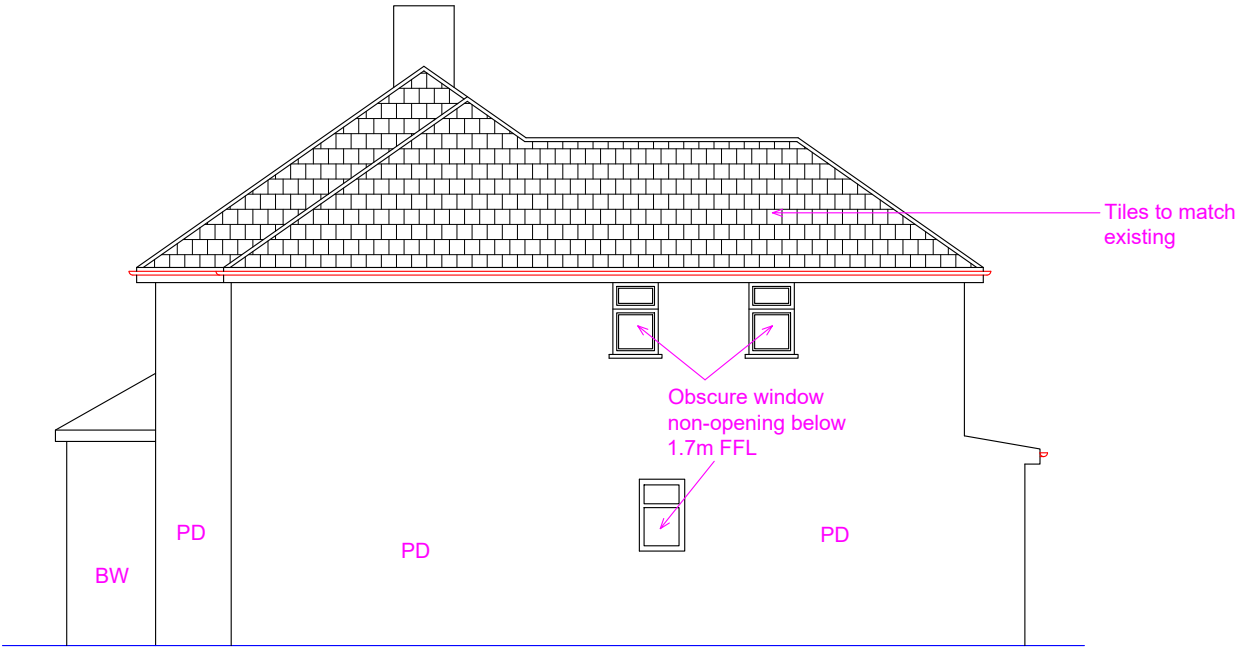 Tiles to match
existing
Obscure window
non-opening below
1.7m FFL
PD
PD
PD
BW